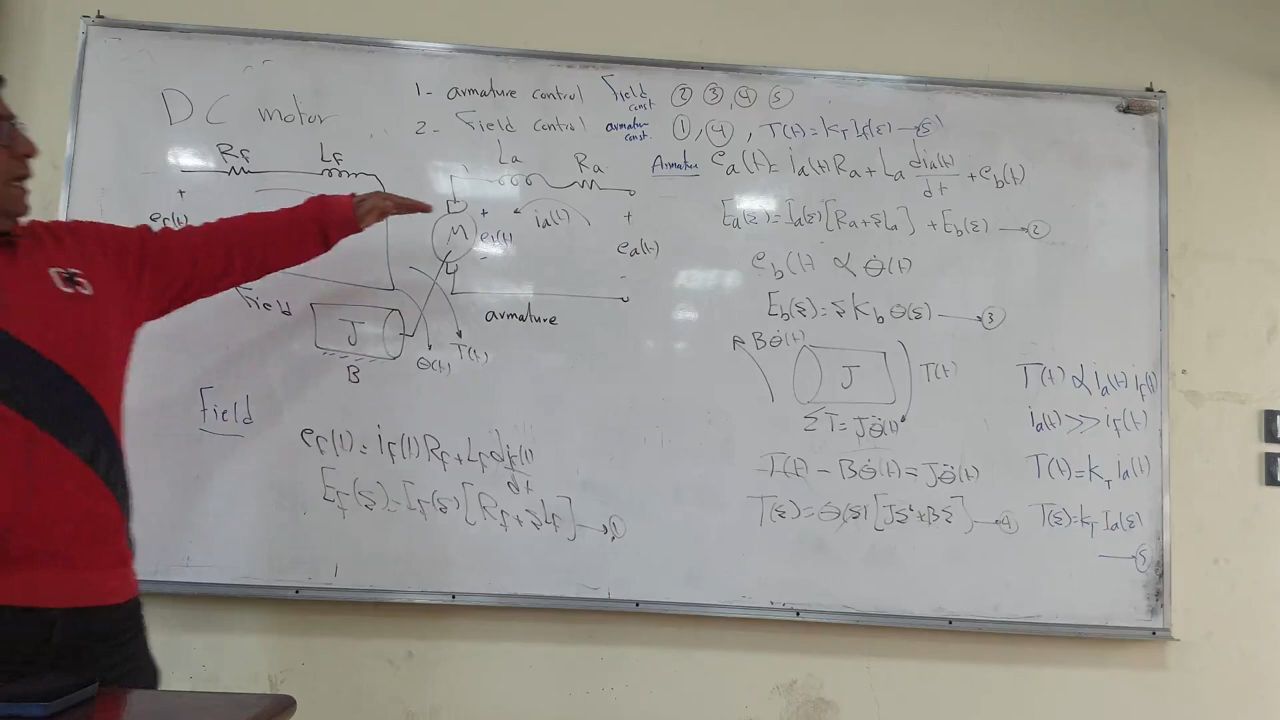 DC motor
1- armature control Field const. ② ③, ④ ⑤
2- Field control armature const. ①, ④, T(t)=K_T I_f(s) → ⑤'
R_f L_f
+
e_f(t)
Field
La Ra
+ M e_b(t) -
i_a(t)
+
e_a(t)
-
armature
J
B
θ(t) T(t)
Armature e_a(t)= i_a(t)R_a+L_a di_a(t)/dt + e_b(t)
E_a(s)=I_a(s)[R_a+sL_a] + E_b(s) → ②
e_b(t ∝ θ̇(t)
E_b(s)= s K_b θ(s) → ③
Bθ̇(t)
J
T(t)
ΣT= Jθ̈(t)
T(t) - Bθ̇(t) = Jθ̈(t)
T(s)= θ(s) [Js²+Bs] → ④
T(t) ∝ i_a(t) i_f(t)
i_a(t) >> i_f(t)
T(t)=k_T i_a(t)
T(s)=k_T I_a(s)
→ ⑤
Field
e_f(t)= i_f(t)R_f+L_f di_f(t)/dt
E_f(s)=I_f(s)[R_f+sL_f] → ①